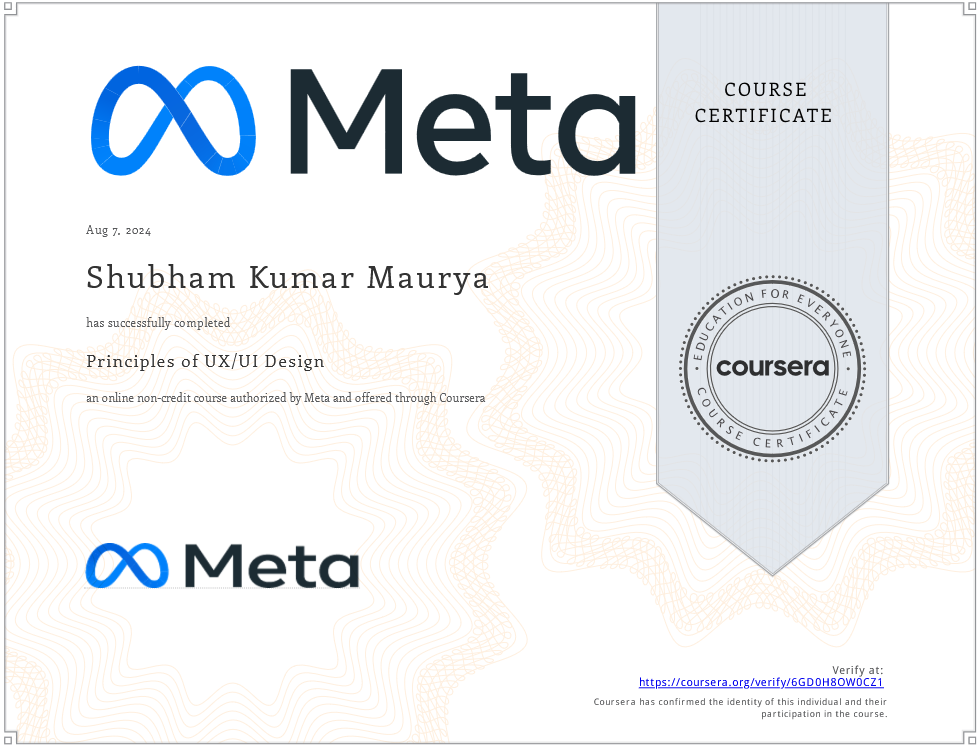 Meta
COURSE
CERTIFICATE
Aug 7, 2024
Shubham Kumar Maurya
has successfully completed
Principles of UX/UI Design
an online non-credit course authorized by Meta and offered through Coursera
EDUCATION FOR EVERYONE
coursera
COURSE CERTIFICATE
Meta
Verify at:
https://coursera.org/verify/6GD0H8OW0CZ1
Coursera has confirmed the identity of this individual and their
participation in the course.